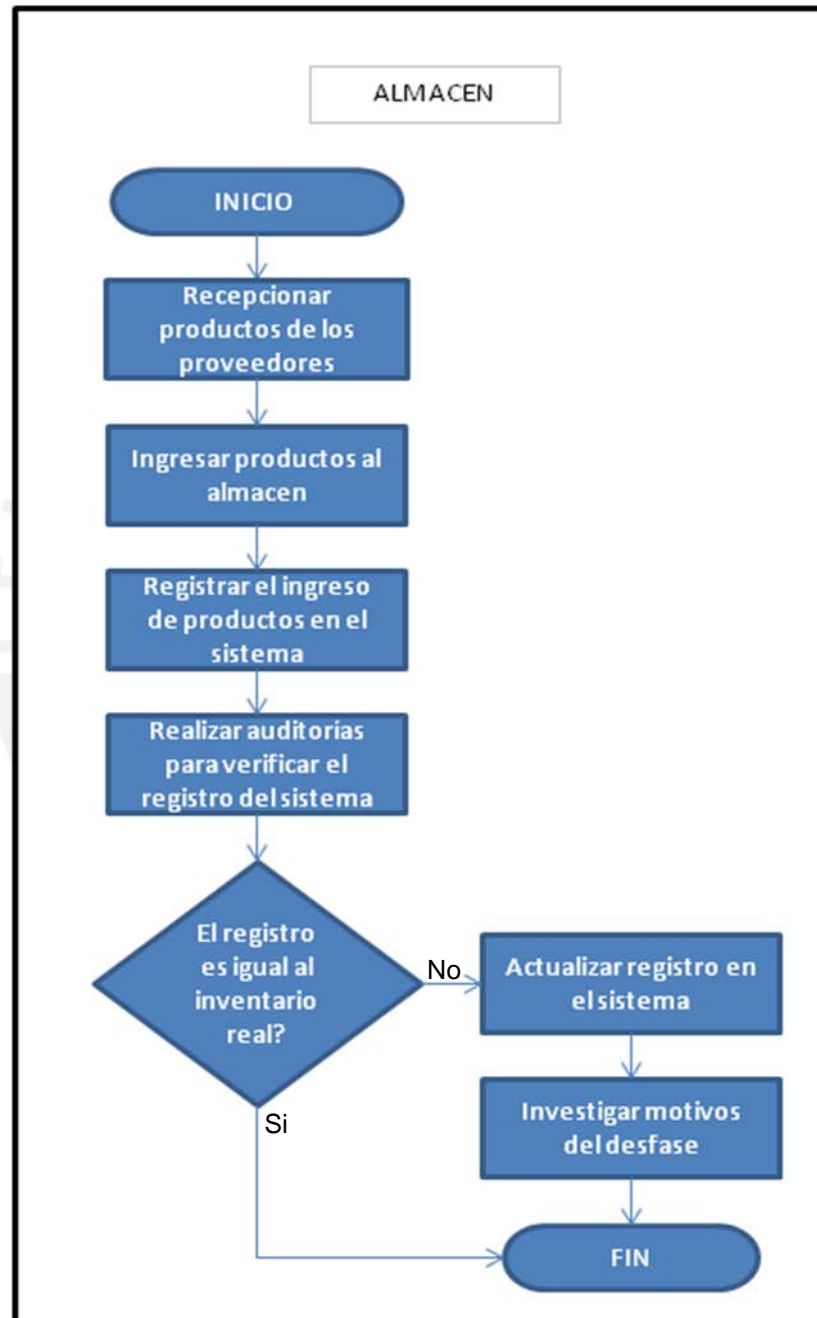 ALMACEN
INICIO
Recepcionar
productos de los
proveedores
Ingresar productos al
almacen
Registrar el ingreso
de productos en el
sistema
Realizar auditorías
para verificar el
registro del sistema
El registro
es igual al
inventario
real?
No
Actualizar registro en
el sistema
Si
Investigar motivos
del desfase
FIN